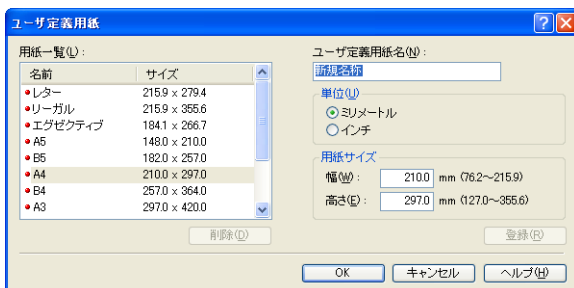 ユーザ定義用紙
用紙一覧(L):
名前 サイズ
レター 215.9 x 279.4
リーガル 215.9 x 355.6
エグゼクティブ 184.1 x 266.7
A5 148.0 x 210.0
B5 182.0 x 257.0
A4 210.0 x 297.0
B4 257.0 x 364.0
A3 297.0 x 420.0
削除(D)
ユーザ定義用紙名(N):
新規名称
単位(U)
ミリメートル
インチ
用紙サイズ
幅(W): 210.0 mm (76.2~215.9)
高さ(E): 297.0 mm (127.0~355.6)
登録(R)
OK キャンセル ヘルプ(H)